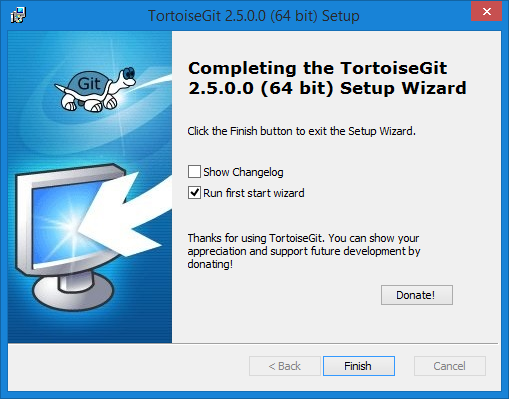 TortoiseGit 2.5.0.0 (64 bit) Setup
Git
Completing the TortoiseGit
2.5.0.0 (64 bit) Setup Wizard
Click the Finish button to exit the Setup Wizard.
Show Changelog
Run first start wizard
Thanks for using TortoiseGit. You can show your
appreciation and support future development by
donating!
Donate!
< Back Finish Cancel